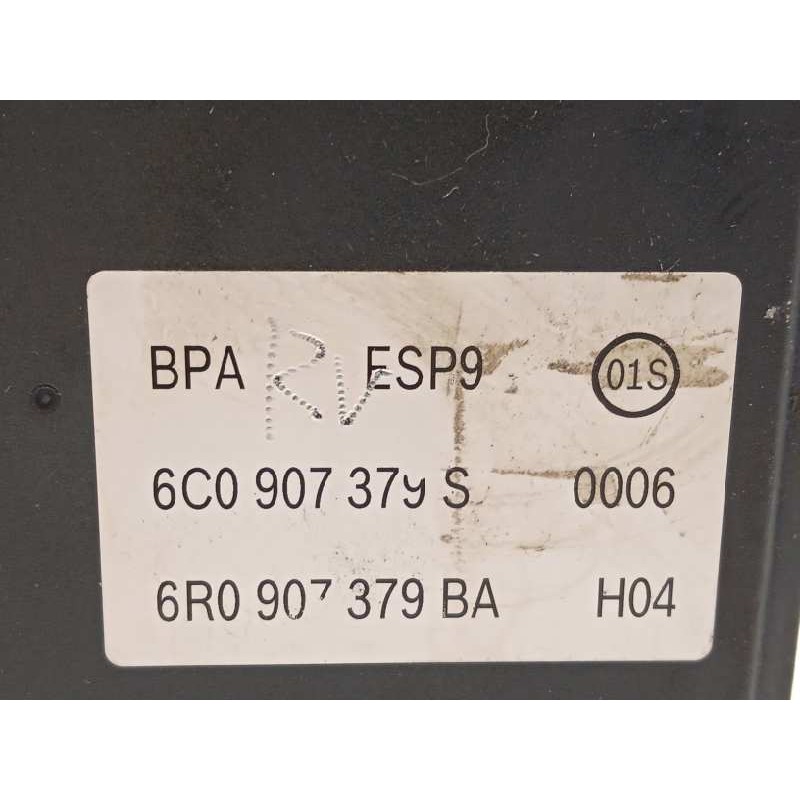 BPA RV ESP9 01S
6C0 907 379 S 0006
6R0 907 379 BA H04